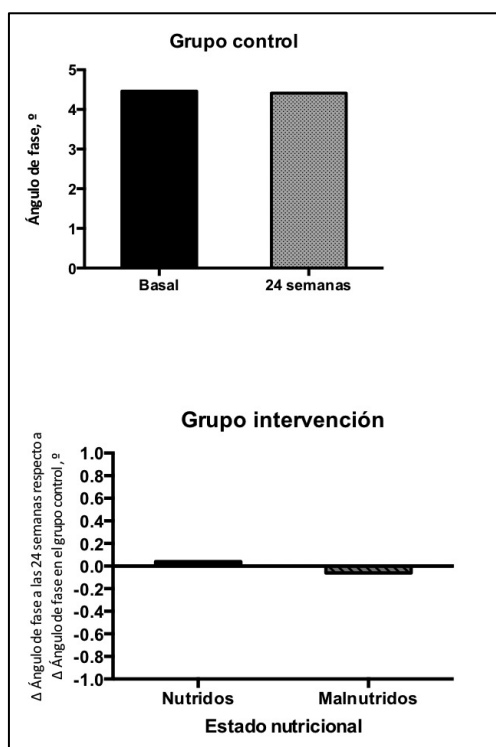 Grupo control
Ángulo de fase, º
5
4
3
2
1
0
Basal 24 semanas
Grupo intervención
Δ Ángulo de fase a las 24 semanas respecto a
Δ Ángulo de fase en el grupo control, º
1.0
0.8
0.6
0.4
0.2
0.0
-0.2
-0.4
-0.6
-0.8
-1.0
Nutridos Malnutridos
Estado nutricional